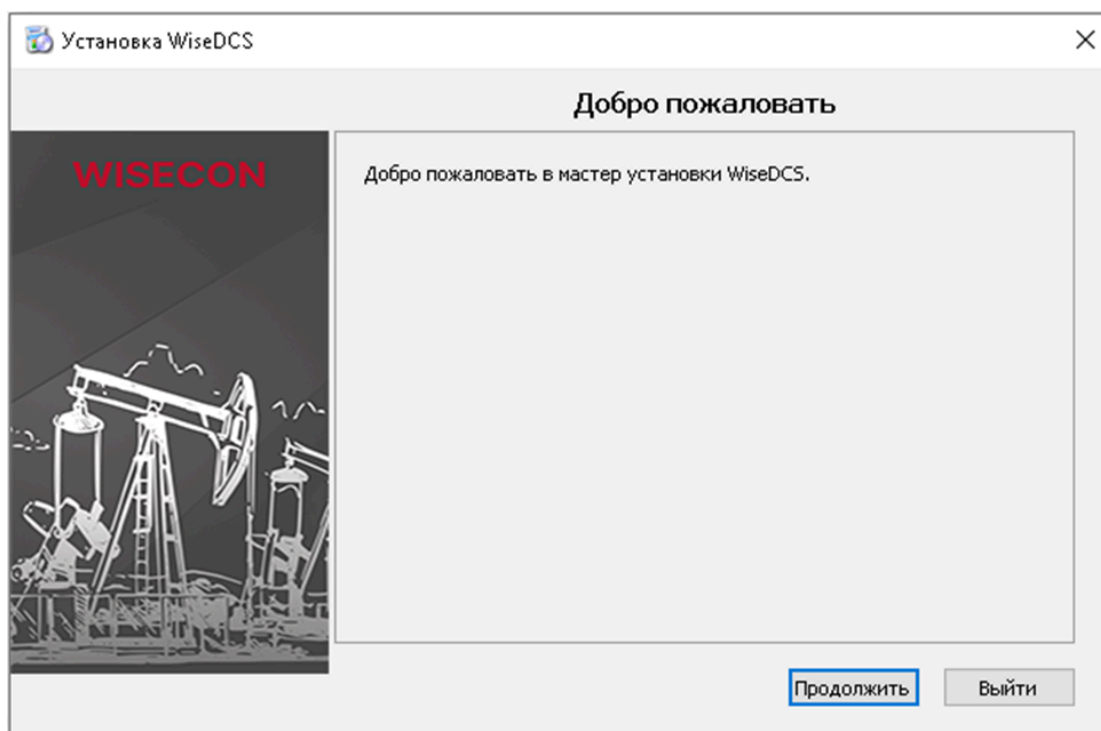 Установка WiseDCS
Добро пожаловать
WISECON
Добро пожаловать в мастер установки WiseDCS.
Продолжить
Выйти